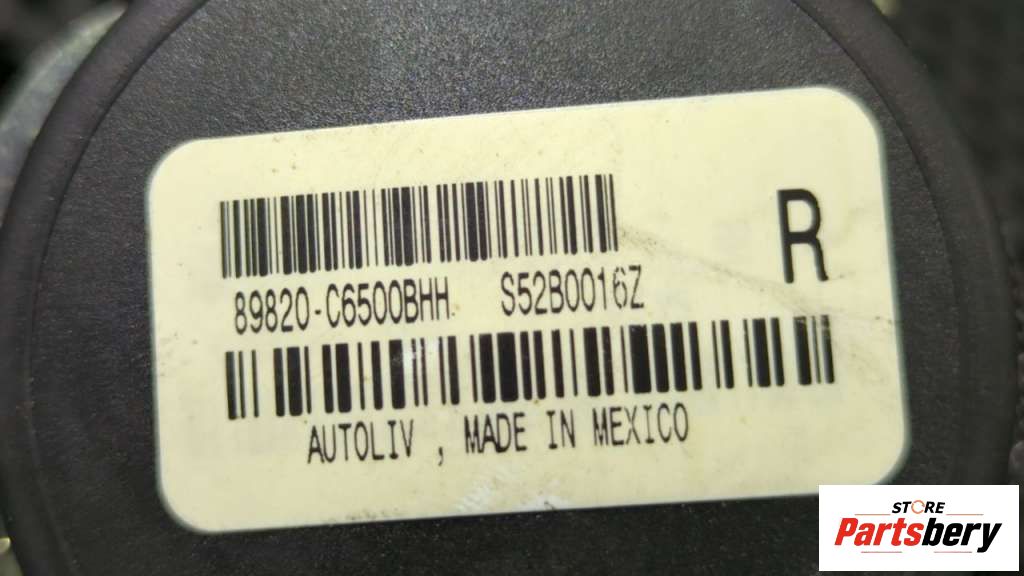 R
89820-C6500BHH S52B0016Z
AUTOLIV , MADE IN MEXICO
STORE
Partsbery